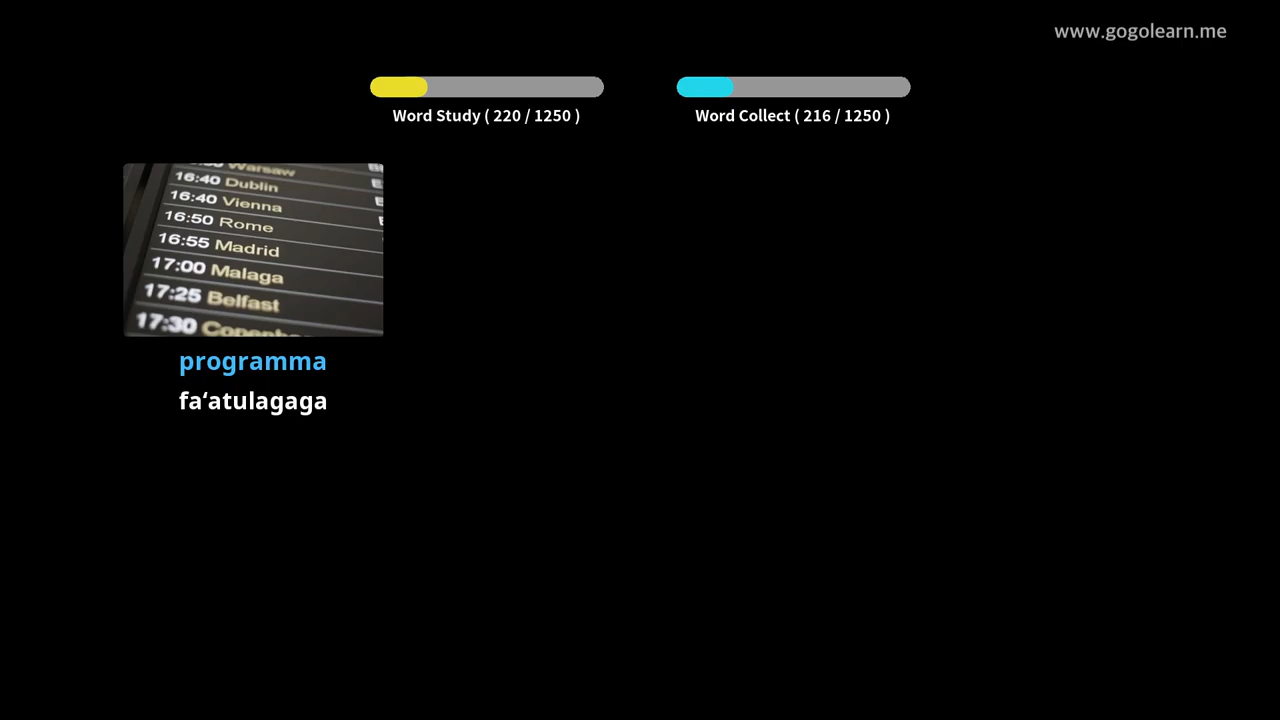 www.gogolearn.me
Word Study ( 220 / 1250 )
Word Collect ( 216 / 1250 )
Warsaw
16:40 Dublin
16:40 Vienna
16:50 Rome
16:55 Madrid
17:00 Malaga
17:25 Belfast
17:30
programma
fa‘atulagaga